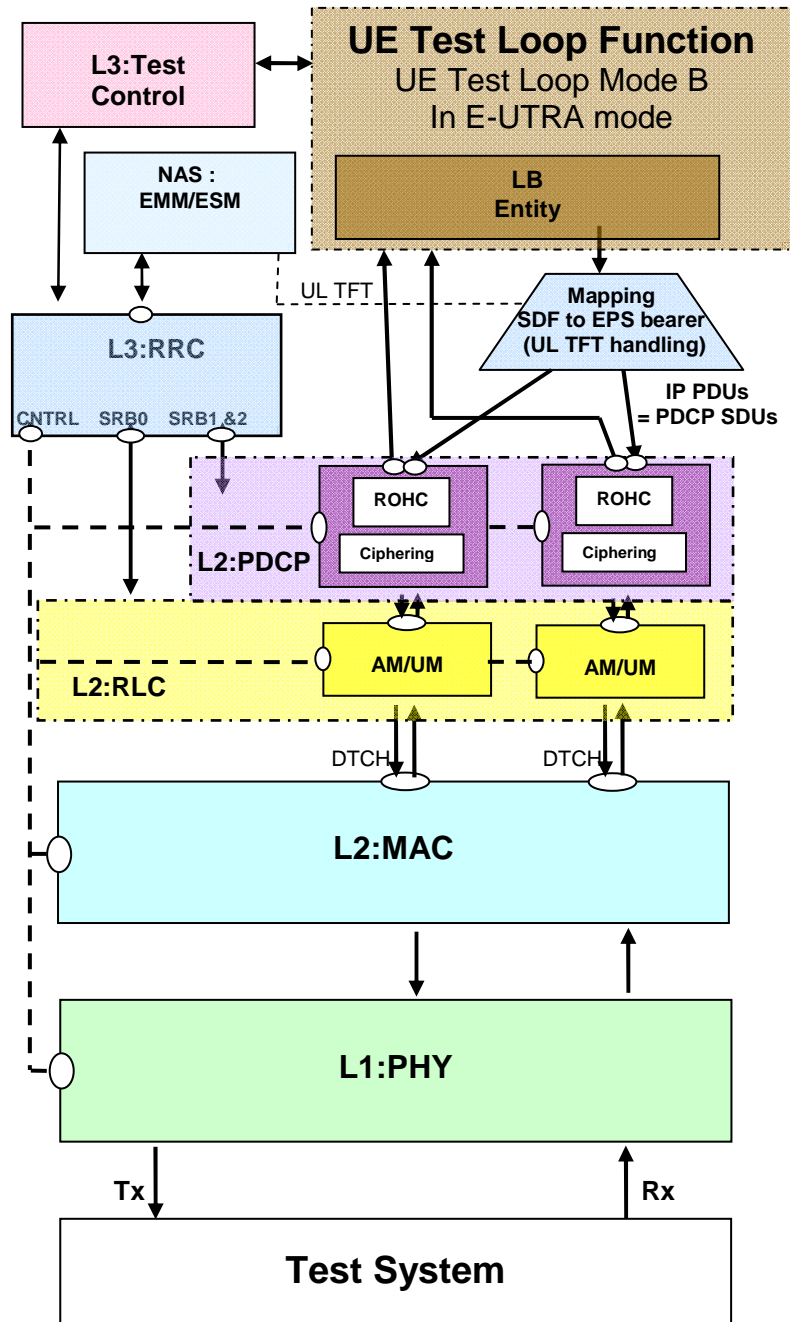 UE Test Loop Function
UE Test Loop Mode B
In E-UTRA mode
L3:Test
Control
NAS :
EMM/ESM
LB
Entity
UL TFT
Mapping
SDF to EPS bearer
(UL TFT handling)
L3:RRC
CNTRL SRB0 SRB1 &2
IP PDUs
= PDCP SDUs
ROHC
Ciphering
ROHC
Ciphering
L2:PDCP
AM/UM
AM/UM
L2:RLC
DTCH
DTCH
L2:MAC
L1:PHY
Tx
Rx
Test System